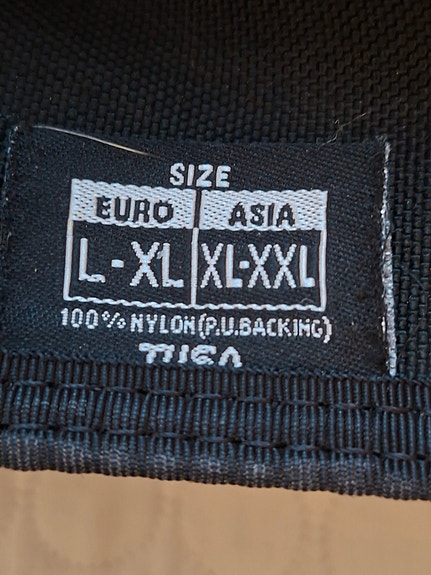 SIZE
EURO ASIA
L-XL XL-XXL
100% NYLON(P.U.BACKING)